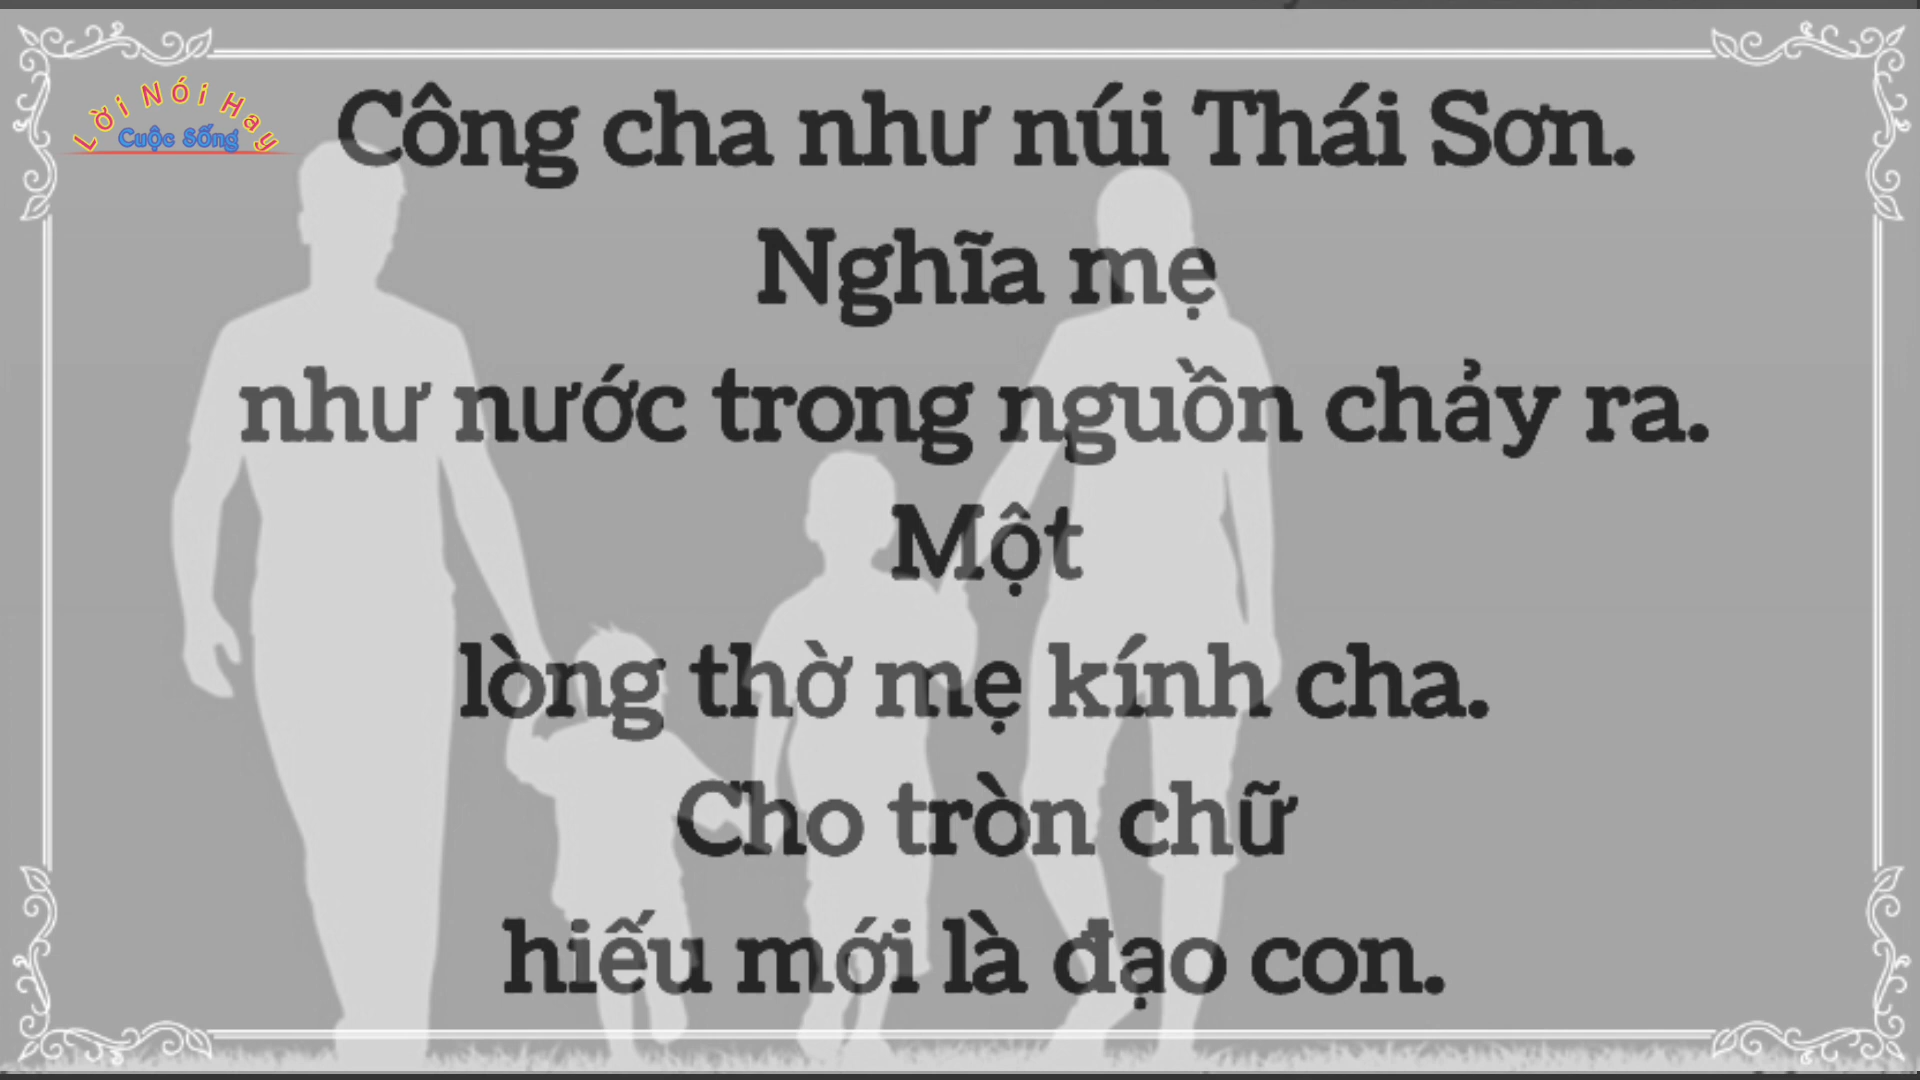 Lời Nói Hay
Cuộc Sống
Công cha như núi Thái Sơn.
Nghĩa mẹ
như nước trong nguồn chảy ra.
Một
lòng thờ mẹ kính cha.
Cho tròn chữ
hiếu mới là đạo con.